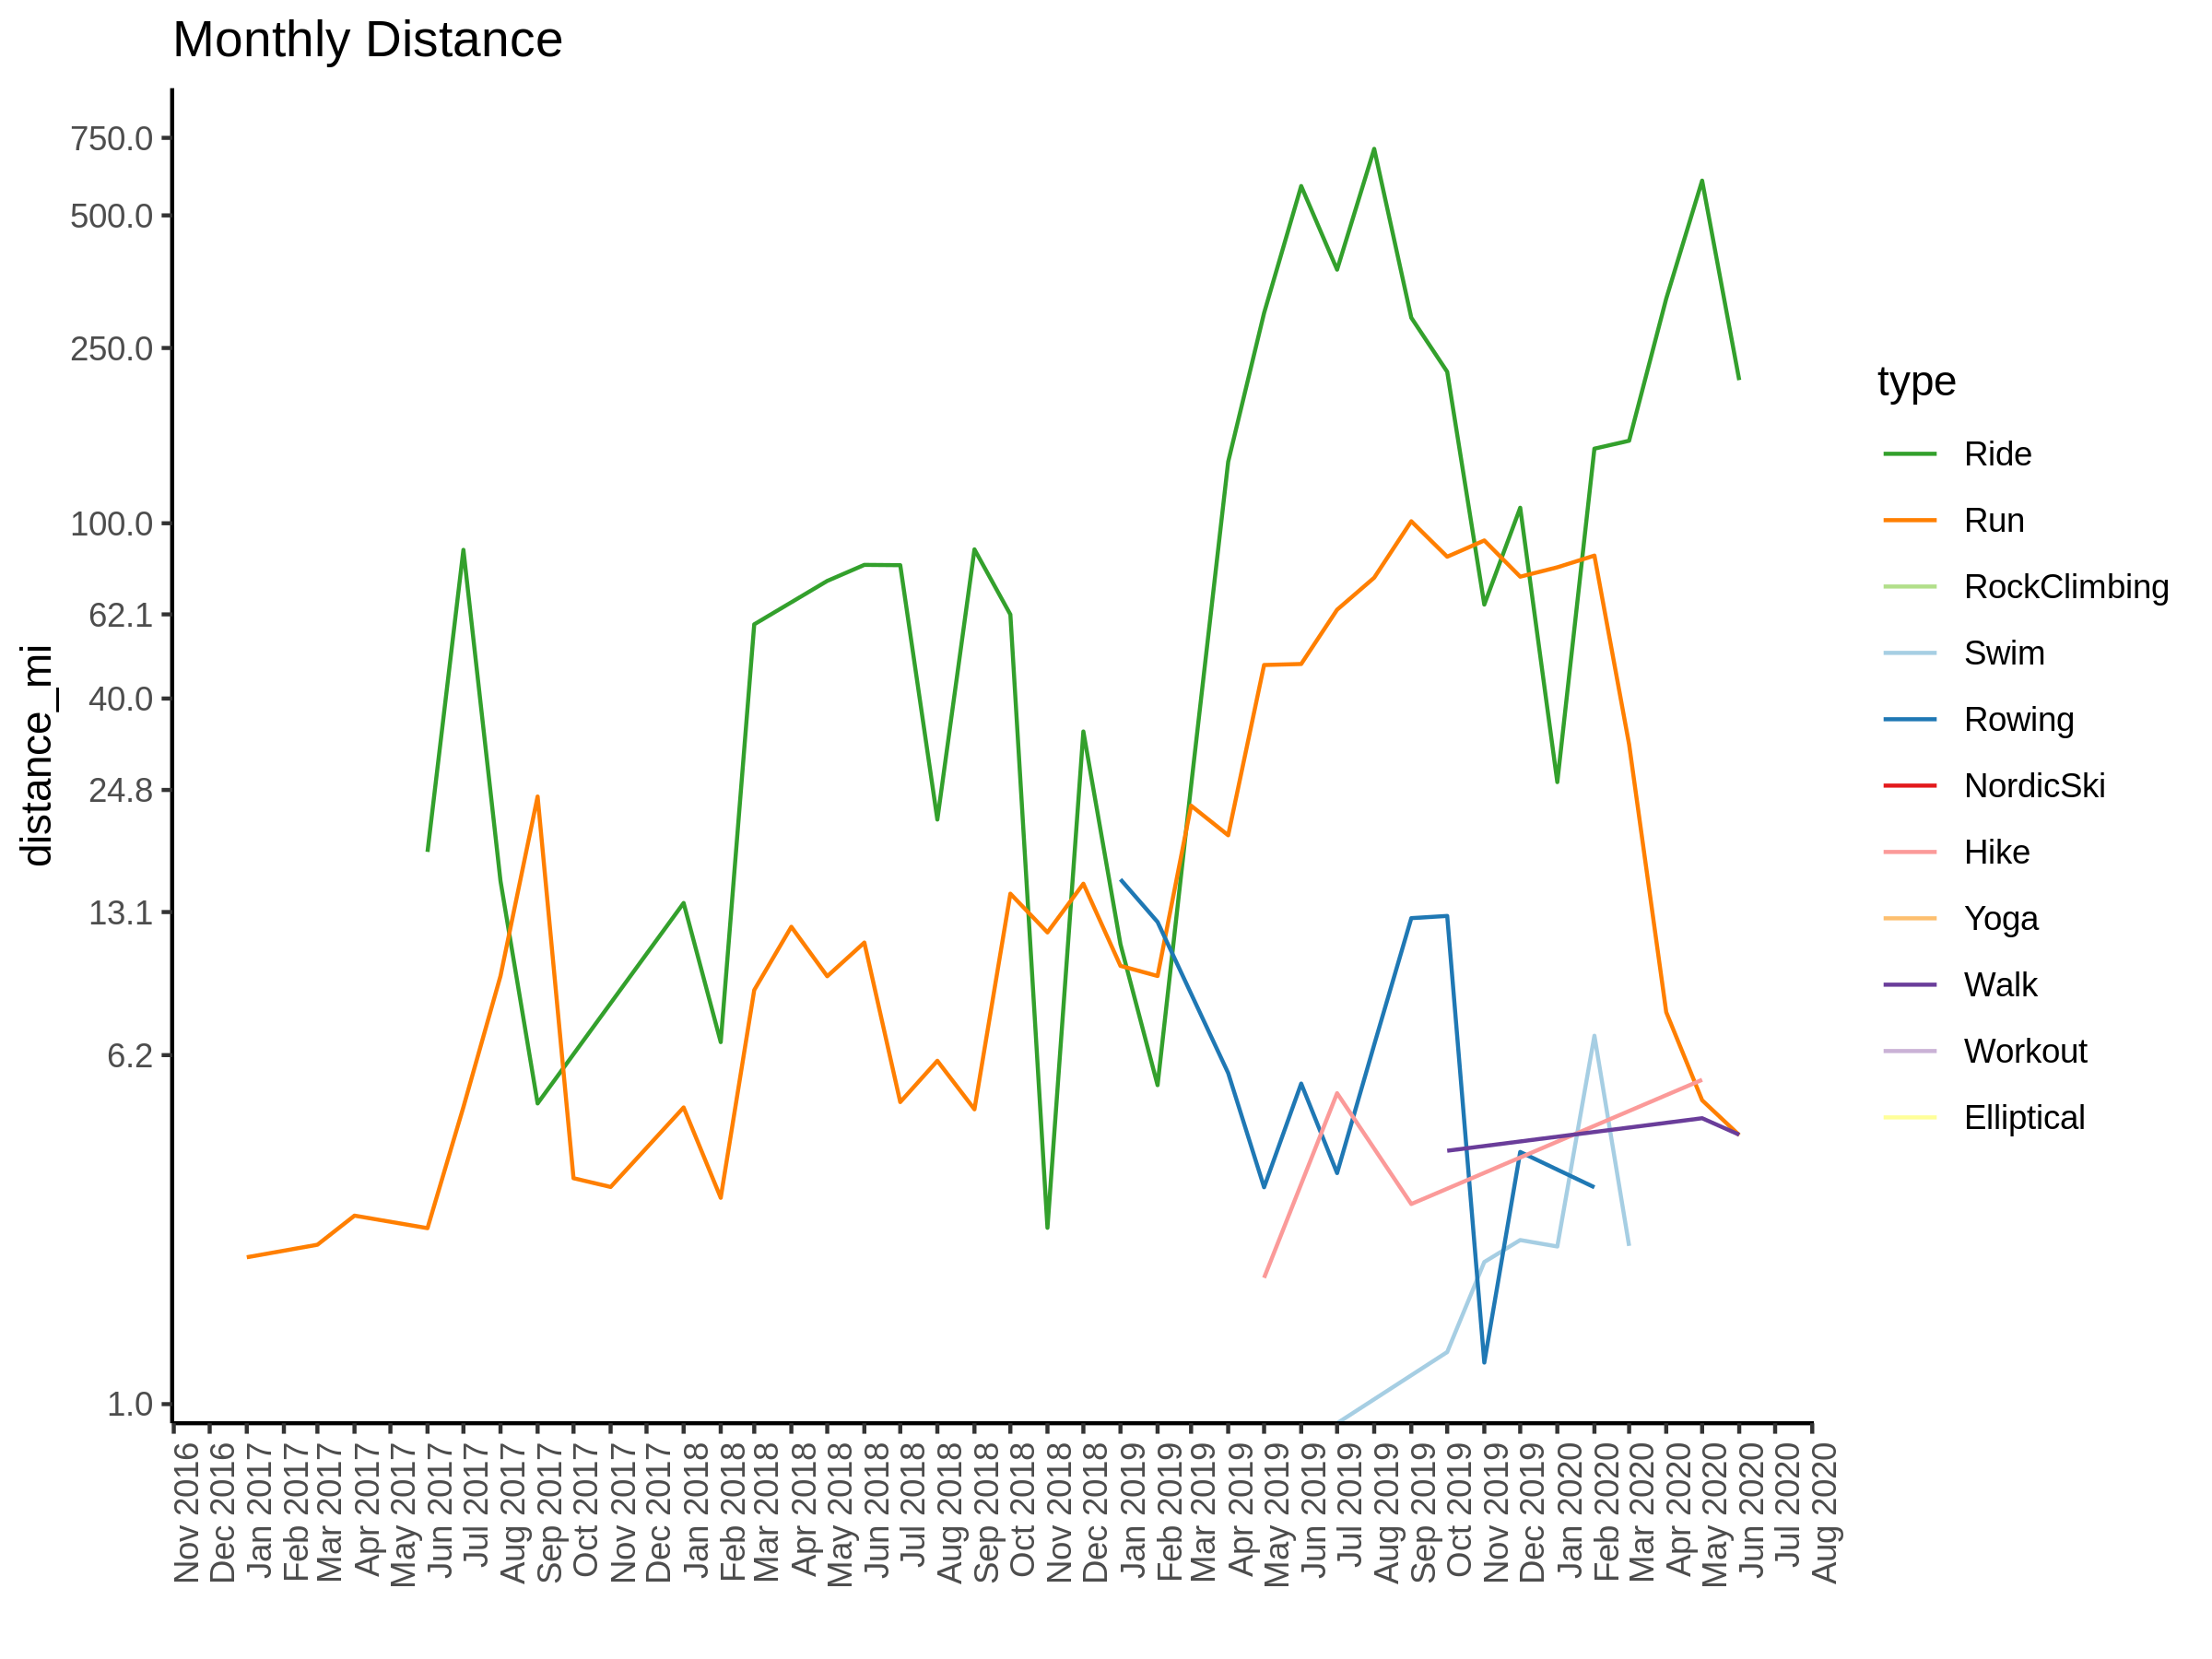 Monthly Distance
distance_mi
750.0
500.0
250.0
100.0
62.1
40.0
24.8
13.1
6.2
1.0
Nov 2016
Dec 2016
Jan 2017
Feb 2017
Mar 2017
Apr 2017
May 2017
Jun 2017
Jul 2017
Aug 2017
Sep 2017
Oct 2017
Nov 2017
Dec 2017
Jan 2018
Feb 2018
Mar 2018
Apr 2018
May 2018
Jun 2018
Jul 2018
Aug 2018
Sep 2018
Oct 2018
Nov 2018
Dec 2018
Jan 2019
Feb 2019
Mar 2019
Apr 2019
May 2019
Jun 2019
Jul 2019
Aug 2019
Sep 2019
Oct 2019
Nov 2019
Dec 2019
Jan 2020
Feb 2020
Mar 2020
Apr 2020
May 2020
Jun 2020
Jul 2020
Aug 2020
type
Ride
Run
RockClimbing
Swim
Rowing
NordicSki
Hike
Yoga
Walk
Workout
Elliptical